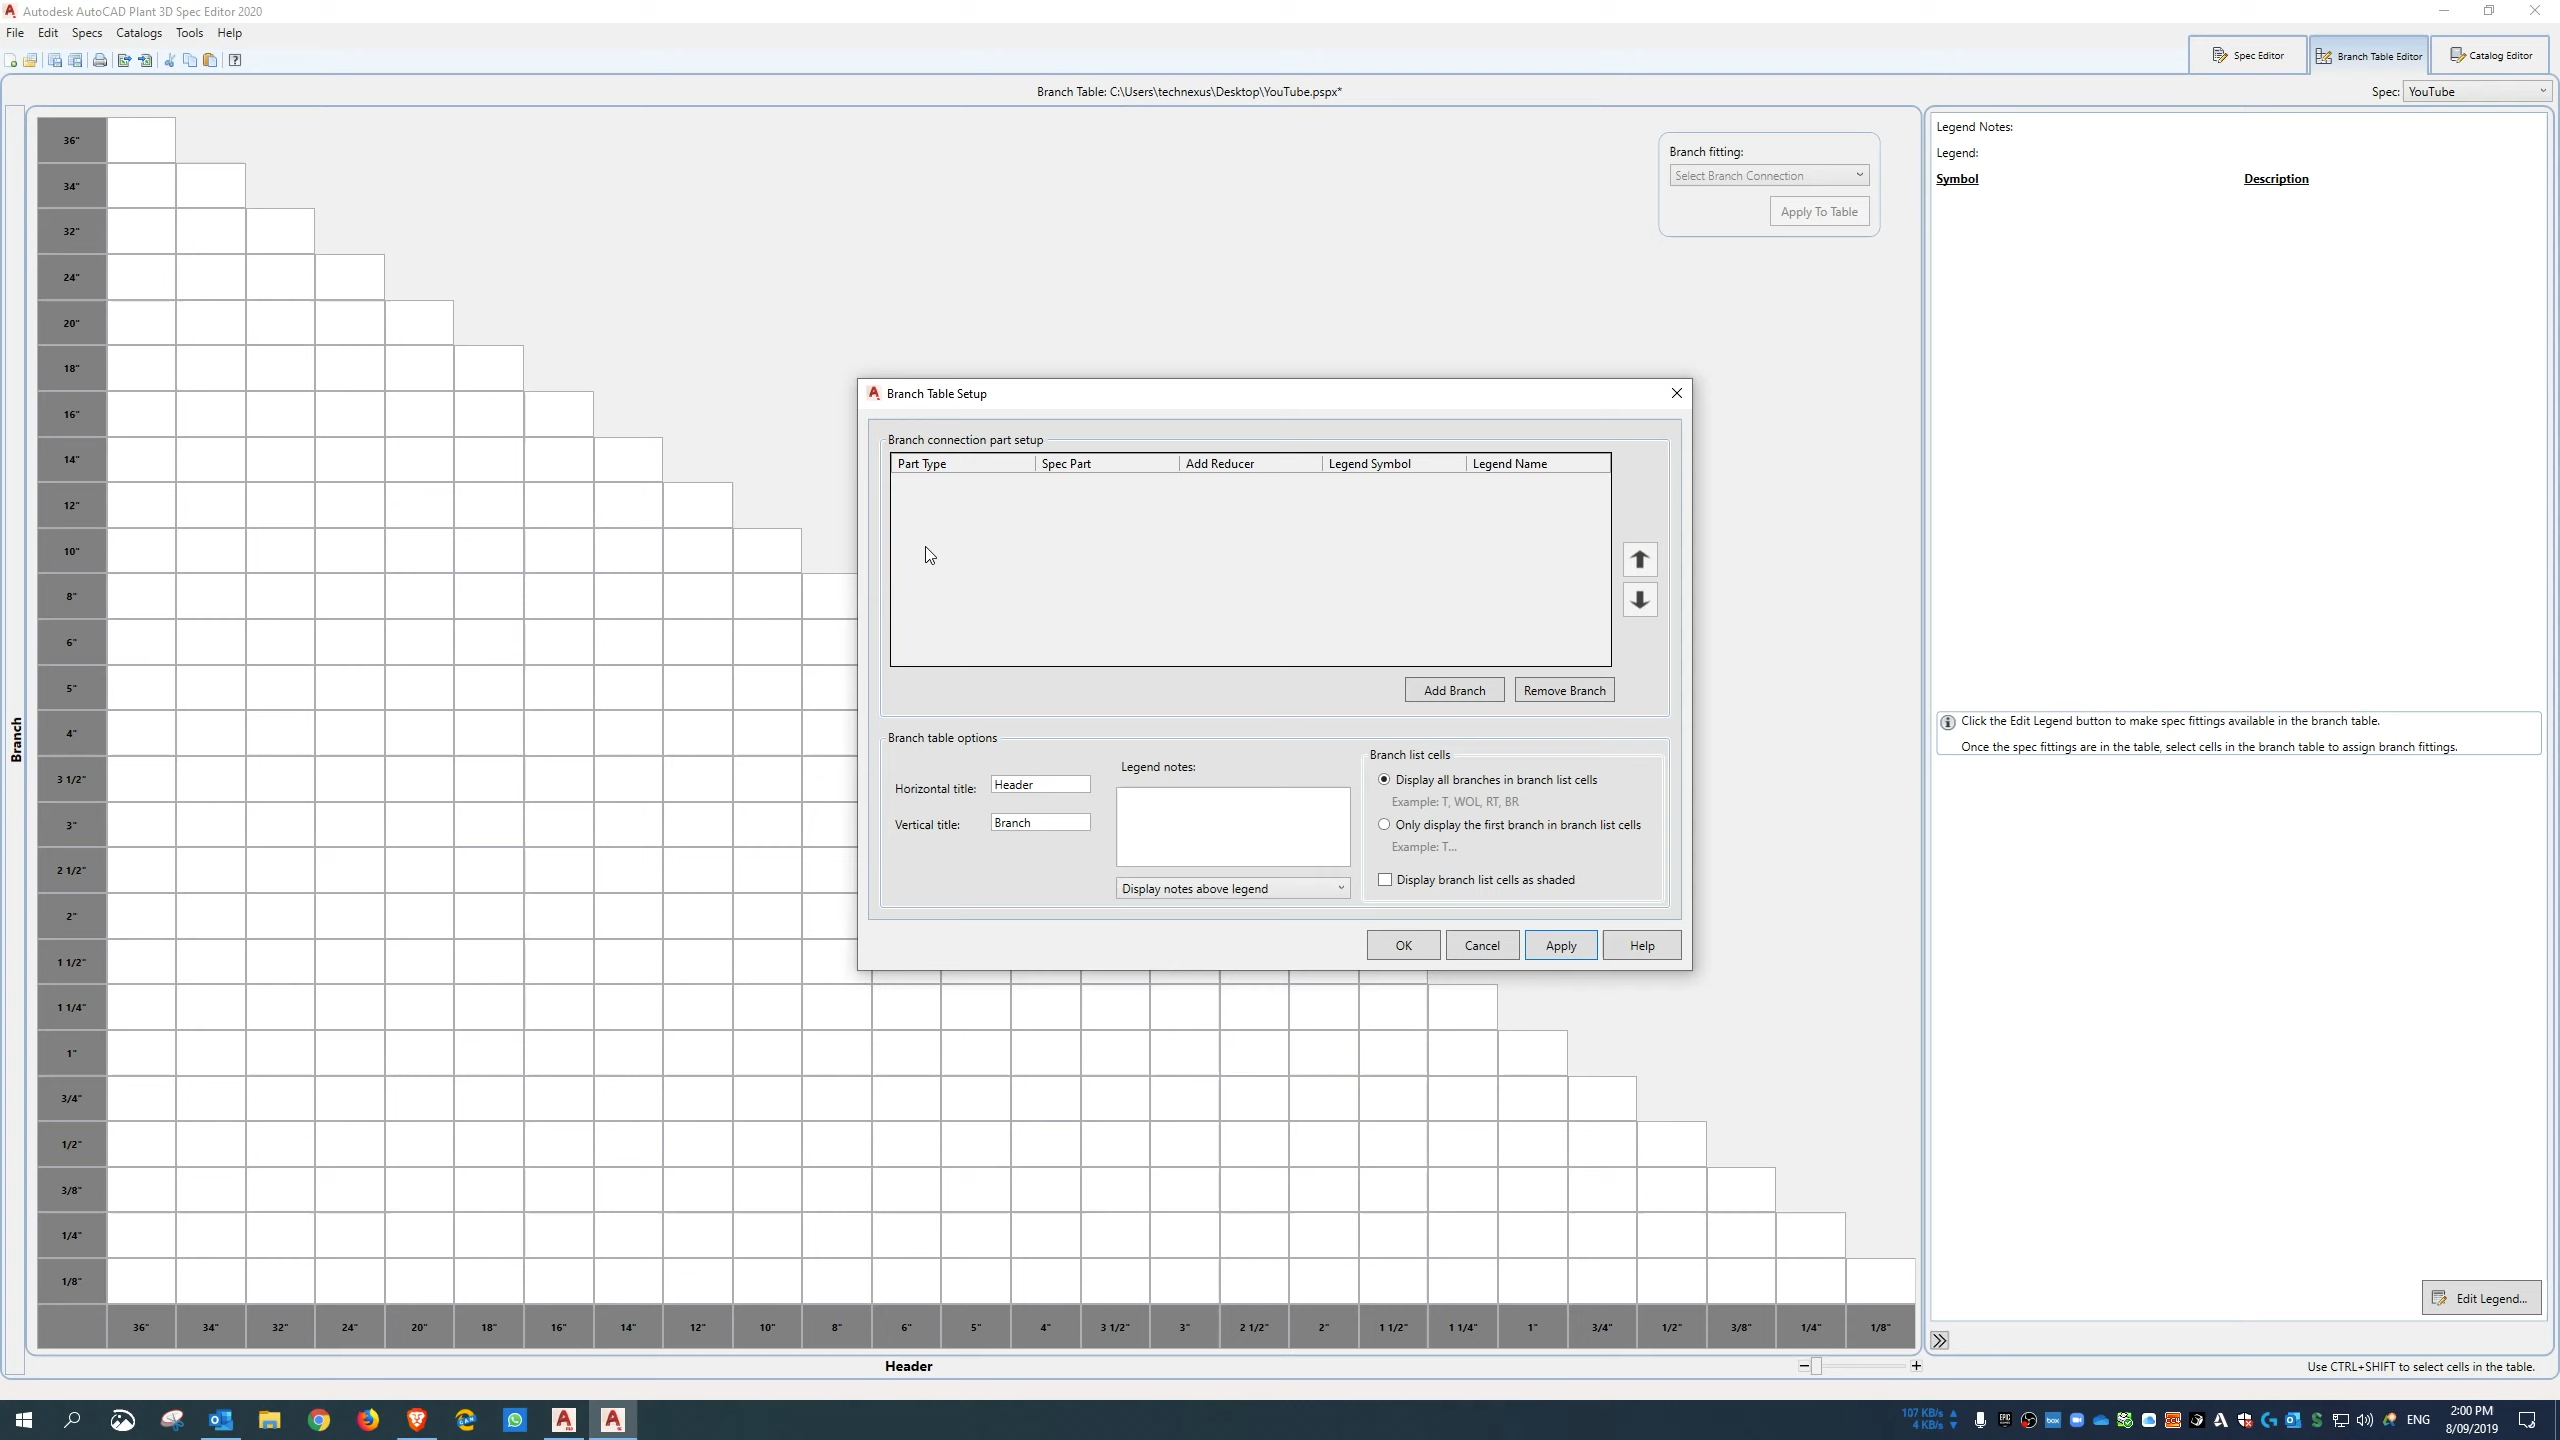 Autodesk AutoCAD Plant 3D Spec Editor 2020
File Edit Specs Catalogs Tools Help
Spec Editor
Branch Table Editor
Catalog Editor
Branch Table: C:\Users\technexus\Desktop\YouTube.pspx*
Spec: YouTube
36"
34"
32"
24"
20"
18"
16"
14"
12"
10"
8"
6"
5"
4"
3 1/2"
3"
2 1/2"
2"
1 1/2"
1 1/4"
1"
3/4"
1/2"
3/8"
1/4"
1/8"
36" 34" 32" 24" 20" 18" 16" 14" 12" 10" 8" 6" 5" 4" 3 1/2" 3" 2 1/2" 2" 1 1/2" 1 1/4" 1" 3/4" 1/2" 3/8" 1/4" 1/8"
Branch
Header
Branch fitting:
Select Branch Connection
Apply To Table
Branch Table Setup
Branch connection part setup
Part Type Spec Part Add Reducer Legend Symbol Legend Name
Add Branch Remove Branch
Branch table options
Horizontal title: Header
Vertical title: Branch
Legend notes:
Display notes above legend
Branch list cells
Display all branches in branch list cells
Example: T, WOL, RT, BR
Only display the first branch in branch list cells
Example: T...
Display branch list cells as shaded
OK Cancel Apply Help
Legend Notes:
Legend:
Symbol Description
Click the Edit Legend button to make spec fittings available in the branch table.
Once the spec fittings are in the table, select cells in the branch table to assign branch fittings.
Edit Legend...
Use CTRL+SHIFT to select cells in the table.
107 KB/s
4 KB/s
ENG
2:00 PM
8/09/2019